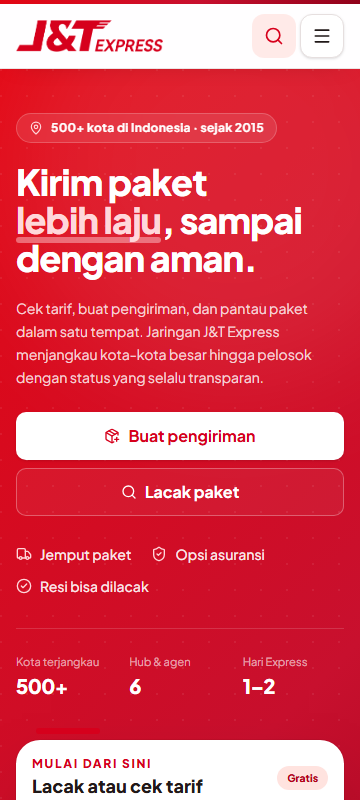 J&T EXPRESS
500+ kota di Indonesia · sejak 2015
Kirim paket
lebih laju, sampai
dengan aman.
Cek tarif, buat pengiriman, dan pantau paket
dalam satu tempat. Jaringan J&T Express
menjangkau kota-kota besar hingga pelosok
dengan status yang selalu transparan.
Buat pengiriman
Lacak paket
Jemput paket Opsi asuransi
Resi bisa dilacak
Kota terjangkau Hub & agen Hari Express
500+ 6 1–2
MULAI DARI SINI
Lacak atau cek tarif Gratis